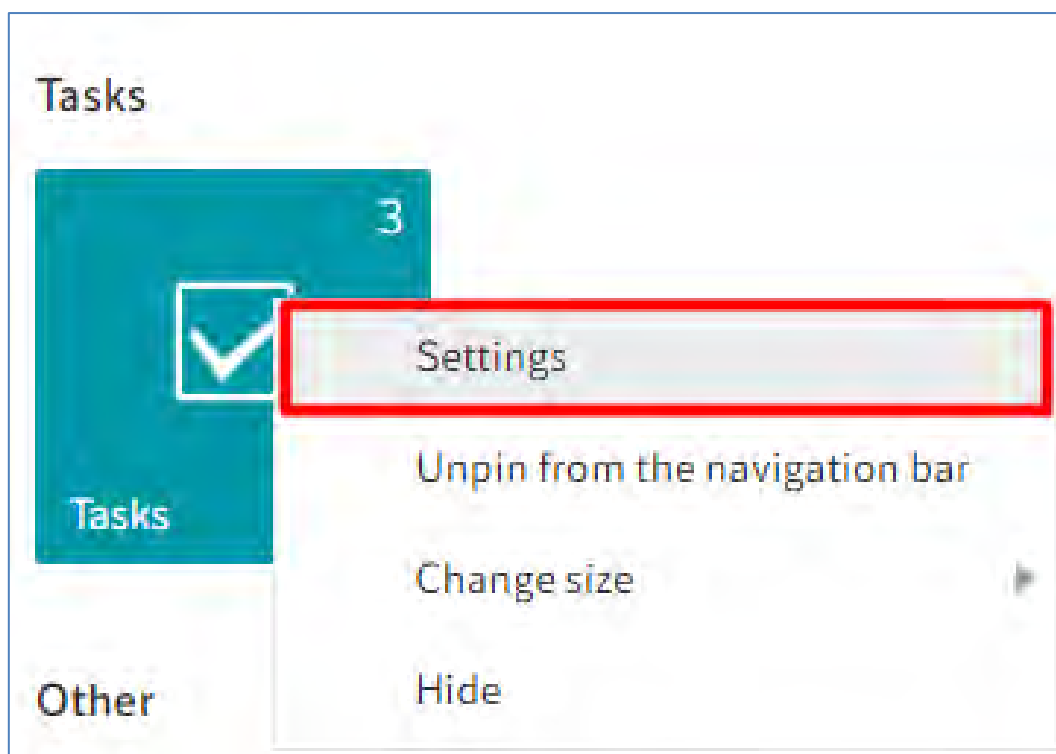 Tasks
3
Settings
Unpin from the navigation bar
Tasks
Change size
Hide
Other